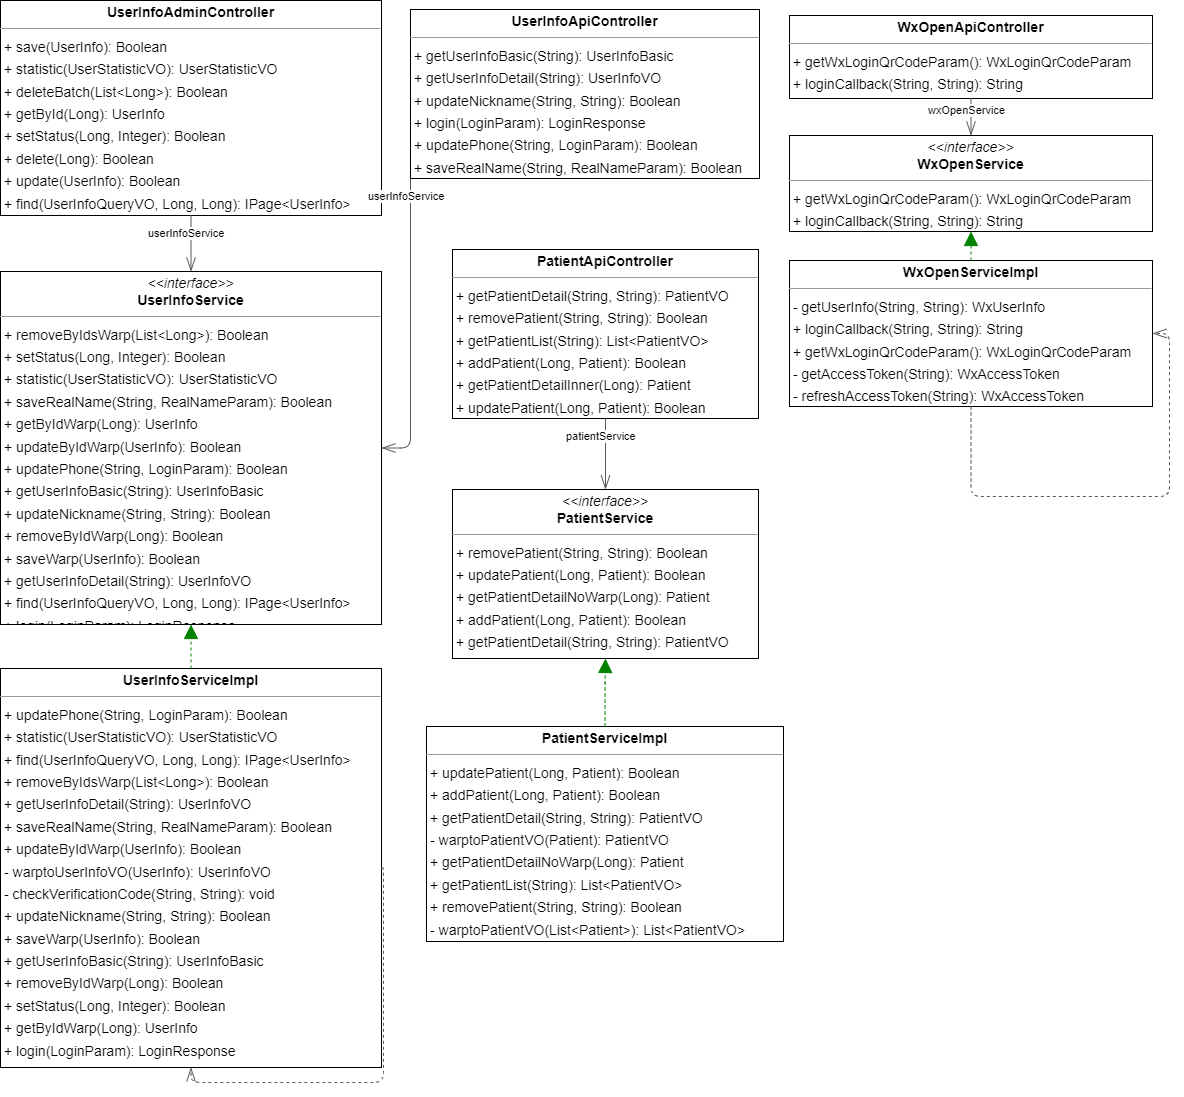 UserInfoAdminController
+ save(UserInfo): Boolean
+ statistic(UserStatisticVO): UserStatisticVO
+ deleteBatch(List<Long>): Boolean
+ getById(Long): UserInfo
+ setStatus(Long, Integer): Boolean
+ delete(Long): Boolean
+ update(UserInfo): Boolean
+ find(UserInfoQueryVO, Long, Long): IPage<UserInfo>
userInfoService
<<interface>>
UserInfoService
+ removeByIdsWarp(List<Long>): Boolean
+ setStatus(Long, Integer): Boolean
+ statistic(UserStatisticVO): UserStatisticVO
+ saveRealName(String, RealNameParam): Boolean
+ getByIdWarp(Long): UserInfo
+ updateByIdWarp(UserInfo): Boolean
+ updatePhone(String, LoginParam): Boolean
+ getUserInfoBasic(String): UserInfoBasic
+ updateNickname(String, String): Boolean
+ removeByIdWarp(Long): Boolean
+ saveWarp(UserInfo): Boolean
+ getUserInfoDetail(String): UserInfoVO
+ find(UserInfoQueryVO, Long, Long): IPage<UserInfo>
+ login(LoginParam): LoginResponse
UserInfoServiceImpl
+ updatePhone(String, LoginParam): Boolean
+ statistic(UserStatisticVO): UserStatisticVO
+ find(UserInfoQueryVO, Long, Long): IPage<UserInfo>
+ removeByIdsWarp(List<Long>): Boolean
+ getUserInfoDetail(String): UserInfoVO
+ saveRealName(String, RealNameParam): Boolean
+ updateByIdWarp(UserInfo): Boolean
- warptoUserInfoVO(UserInfo): UserInfoVO
- checkVerificationCode(String, String): void
+ updateNickname(String, String): Boolean
+ saveWarp(UserInfo): Boolean
+ getUserInfoBasic(String): UserInfoBasic
+ removeByIdWarp(Long): Boolean
+ setStatus(Long, Integer): Boolean
+ getByIdWarp(Long): UserInfo
+ login(LoginParam): LoginResponse
UserInfoApiController
+ getUserInfoBasic(String): UserInfoBasic
+ getUserInfoDetail(String): UserInfoVO
+ updateNickname(String, String): Boolean
+ login(LoginParam): LoginResponse
+ updatePhone(String, LoginParam): Boolean
+ saveRealName(String, RealNameParam): Boolean
userInfoService
PatientApiController
+ getPatientDetail(String, String): PatientVO
+ removePatient(String, String): Boolean
+ getPatientList(String): List<PatientVO>
+ addPatient(Long, Patient): Boolean
+ getPatientDetailInner(Long): Patient
+ updatePatient(Long, Patient): Boolean
patientService
<<interface>>
PatientService
+ removePatient(String, String): Boolean
+ updatePatient(Long, Patient): Boolean
+ getPatientDetailNoWarp(Long): Patient
+ addPatient(Long, Patient): Boolean
+ getPatientDetail(String, String): PatientVO
PatientServiceImpl
+ updatePatient(Long, Patient): Boolean
+ addPatient(Long, Patient): Boolean
+ getPatientDetail(String, String): PatientVO
- warptoPatientVO(Patient): PatientVO
+ getPatientDetailNoWarp(Long): Patient
+ getPatientList(String): List<PatientVO>
+ removePatient(String, String): Boolean
- warptoPatientVO(List<Patient>): List<PatientVO>
WxOpenApiController
+ getWxLoginQrCodeParam(): WxLoginQrCodeParam
+ loginCallback(String, String): String
wxOpenService
<<interface>>
WxOpenService
+ getWxLoginQrCodeParam(): WxLoginQrCodeParam
+ loginCallback(String, String): String
WxOpenServiceImpl
- getUserInfo(String, String): WxUserInfo
+ loginCallback(String, String): String
+ getWxLoginQrCodeParam(): WxLoginQrCodeParam
- getAccessToken(String): WxAccessToken
- refreshAccessToken(String): WxAccessToken